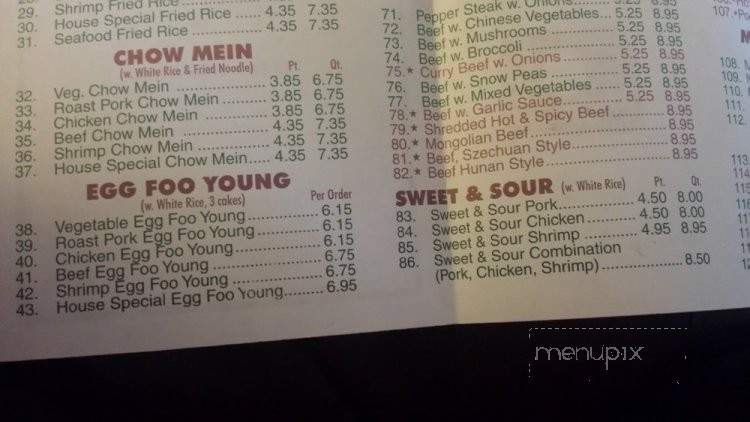 29. Shrimp Fried Rice
30. House Special Fried Rice 4.35 7.35
31. Seafood Fried Rice 4.35 7.35
CHOW MEIN
(w. White Rice & Fried Noodle) Pt. Qt.
32. Veg. Chow Mein 3.85 6.75
33. Roast Pork Chow Mein 3.85 6.75
34. Chicken Chow Mein 3.85 6.75
35. Beef Chow Mein 4.35 7.35
36. Shrimp Chow Mein 4.35 7.35
37. House Special Chow Mein 4.35 7.35
EGG FOO YOUNG
(w. White Rice, 3 cakes) Per Order
38. Vegetable Egg Foo Young 6.15
39. Roast Pork Egg Foo Young 6.15
40. Chicken Egg Foo Young 6.15
41. Beef Egg Foo Young 6.75
42. Shrimp Egg Foo Young 6.75
43. House Special Egg Foo Young 6.95
71. Pepper Steak w. Onions
72. Beef w. Chinese Vegetables 5.25 8.95
73. Beef w. Mushrooms 5.25 8.95
74. Beef w. Broccoli 5.25 8.95
75.* Curry Beef w. Onions 5.25 8.95
76. Beef w. Snow Peas 5.25 8.95
77. Beef w. Mixed Vegetables 5.25 8.95
78.* Beef w. Garlic Sauce 5.25 8.95
79.* Shredded Hot & Spicy Beef 8.95
80.* Mongolian Beef 8.95
81.* Beef, Szechuan Style 8.95
82.* Beef Hunan Style 8.95
SWEET & SOUR (w. White Rice) Pt. Qt.
83. Sweet & Sour Pork 4.50 8.00
84. Sweet & Sour Chicken 4.50 8.00
85. Sweet & Sour Shrimp 4.95 8.95
86. Sweet & Sour Combination
(Pork, Chicken, Shrimp) 8.50
108.
109.
110.
111.
112.
113
114
menupix